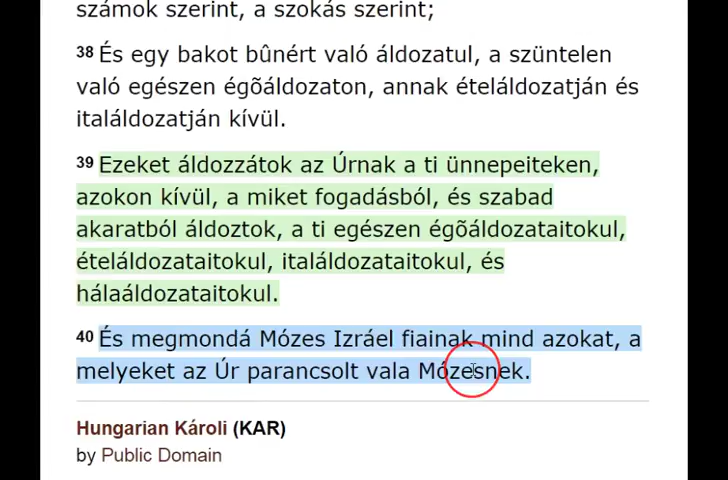 számok szerint, a szokás szerint;
38 És egy bakot bûnért való áldozatul, a szüntelen
való egészen égõáldozaton, annak ételáldozatján és
italáldozatján kívül.
39 Ezeket áldozzátok az Úrnak a ti ünnepeiteken,
azokon kívül, a miket fogadásból, és szabad
akaratból áldoztok, a ti egészen égõáldozataitokul,
ételáldozataitokul, italáldozataitokul, és
hálaáldozataitokul.
40 És megmondá Mózes Izráel fiainak mind azokat, a
melyeket az Úr parancsolt vala Mózesnek.
Hungarian Károli (KAR)
by Public Domain